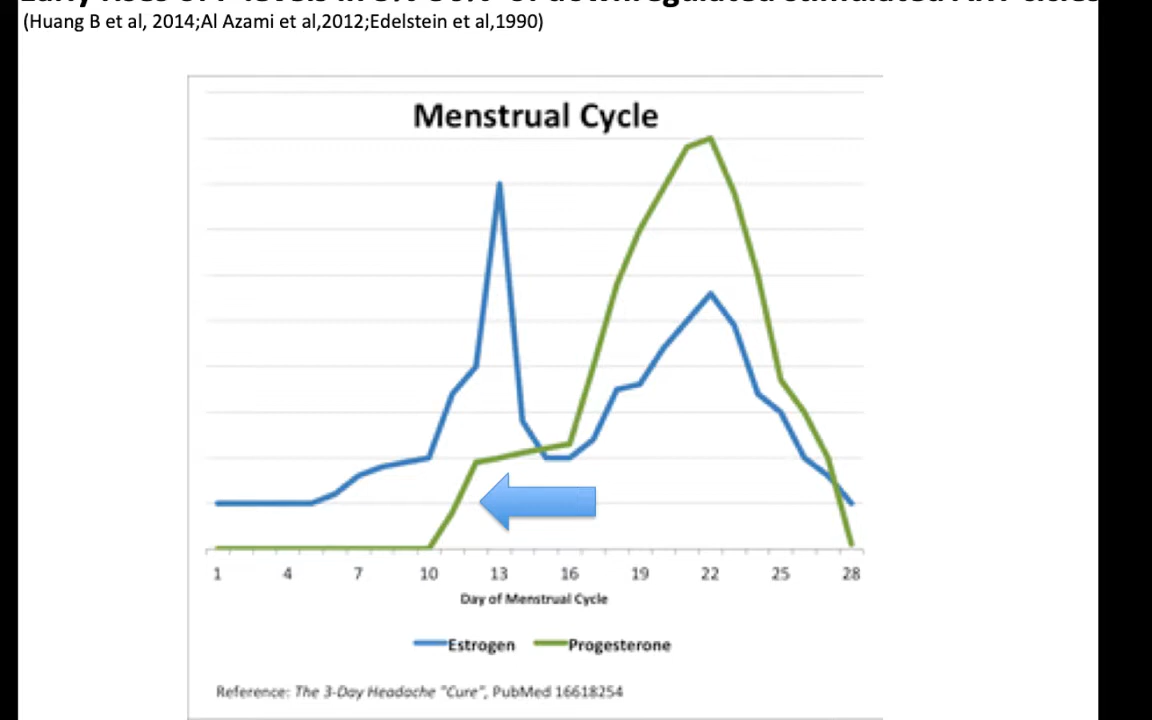 (Huang B et al, 2014;Al Azami et al,2012;Edelstein et al,1990)
Menstrual Cycle
1 4 7 10 13 16 19 22 25 28
Day of Menstrual Cycle
Estrogen Progesterone
Reference: The 3-Day Headache "Cure", PubMed 16618254